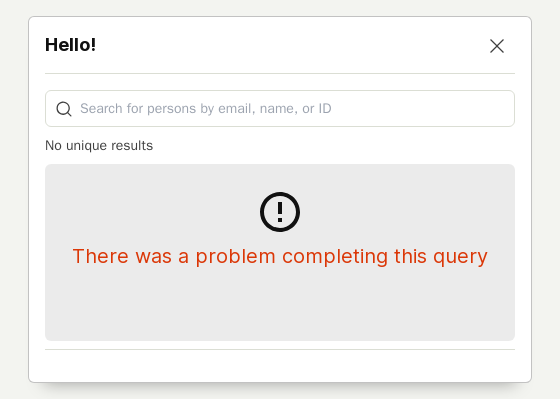 Hello!
Search for persons by email, name, or ID
No unique results
There was a problem completing this query